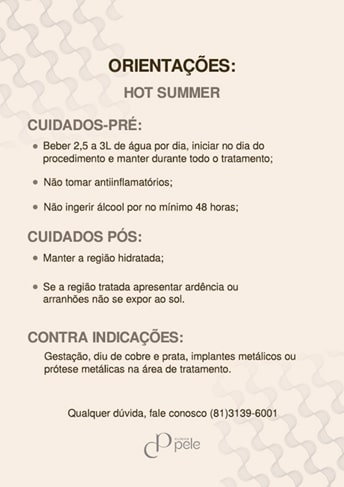 ORIENTAÇÕES:
HOT SUMMER
CUIDADOS-PRÉ:
Beber 2,5 a 3L de água por dia, iniciar no dia do
procedimento e manter durante todo o tratamento;
Não tomar antiinflamatórios;
Não ingerir álcool por no mínimo 48 horas;
CUIDADOS PÓS:
Manter a região hidratada;
Se a região tratada apresentar ardência ou
arranhões não se expor ao sol.
CONTRA INDICAÇÕES:
Gestação, diu de cobre e prata, implantes metálicos ou
prótese metálicas na área de tratamento.
Qualquer dúvida, fale conosco (81)3139-6001
pele